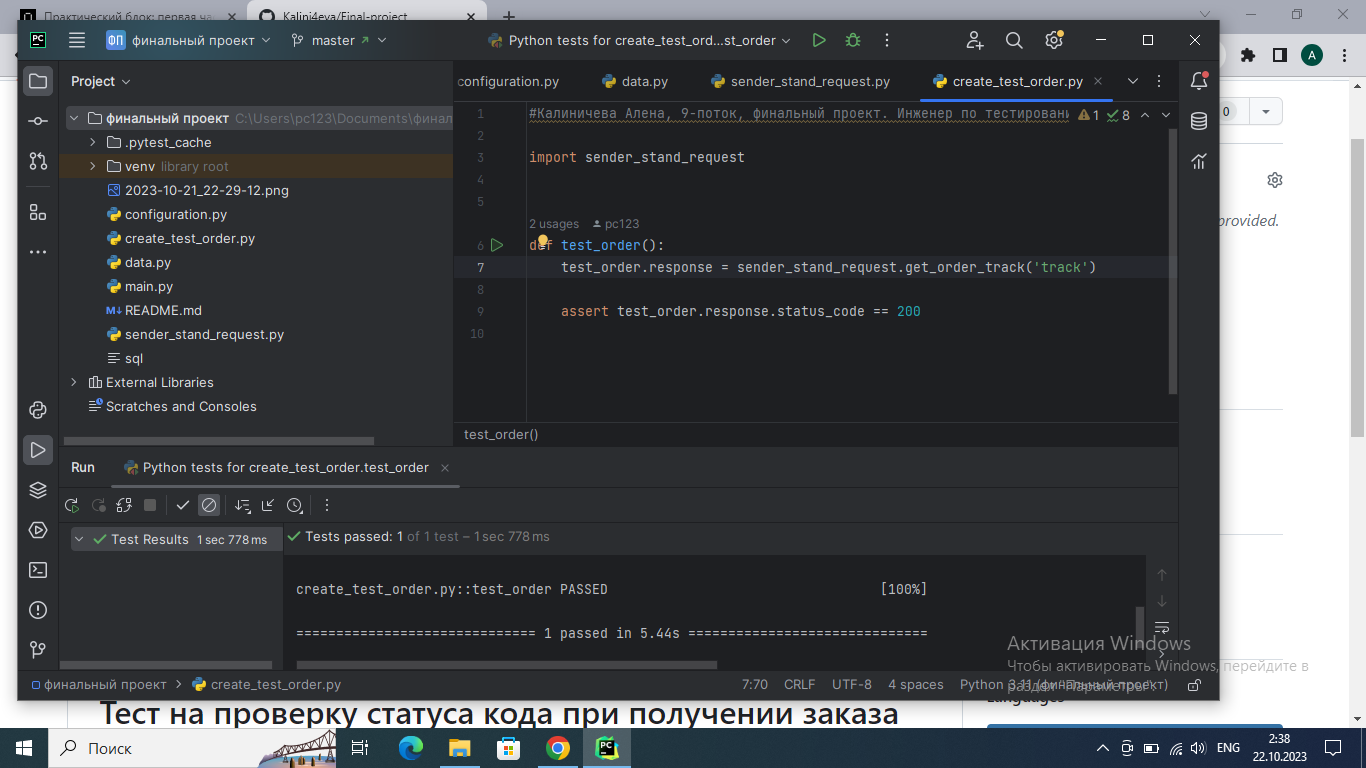 Практический блок: первая ча
Kalini4eva/Final-project
ФП финальный проект
master
Python tests for create_test_ord...st_order
A
Project
configuration.py
data.py
sender_stand_request.py
create_test_order.py
0
финальный проект C:\Users\pc123\Documents\финал
.pytest_cache
venv library root
2023-10-21_22-29-12.png
configuration.py
create_test_order.py
data.py
main.py
README.md
sender_stand_request.py
sql
External Libraries
Scratches and Consoles
1 #Калиничева Алена, 9-поток, финальный проект. Инженер по тестировани
1 8
2
3 import sender_stand_request
4
5
2 usages pc123
6 def test_order():
7 test_order.response = sender_stand_request.get_order_track('track')
8
9 assert test_order.response.status_code == 200
10
provided.
test_order()
Run
Python tests for create_test_order.test_order
Test Results 1 sec 778 ms
Tests passed: 1 of 1 test – 1 sec 778 ms
create_test_order.py::test_order PASSED [100%]
============================== 1 passed in 5.44s ==============================
Активация Windows
Чтобы активировать Windows, перейдите в
раздел "Параметры".
финальный проект
create_test_order.py
7:70 CRLF UTF-8 4 spaces Python 3.11 (финальный проект)
Languages
Тест на проверку статуса кода при получении заказа
Поиск
ENG
2:38
22.10.2023